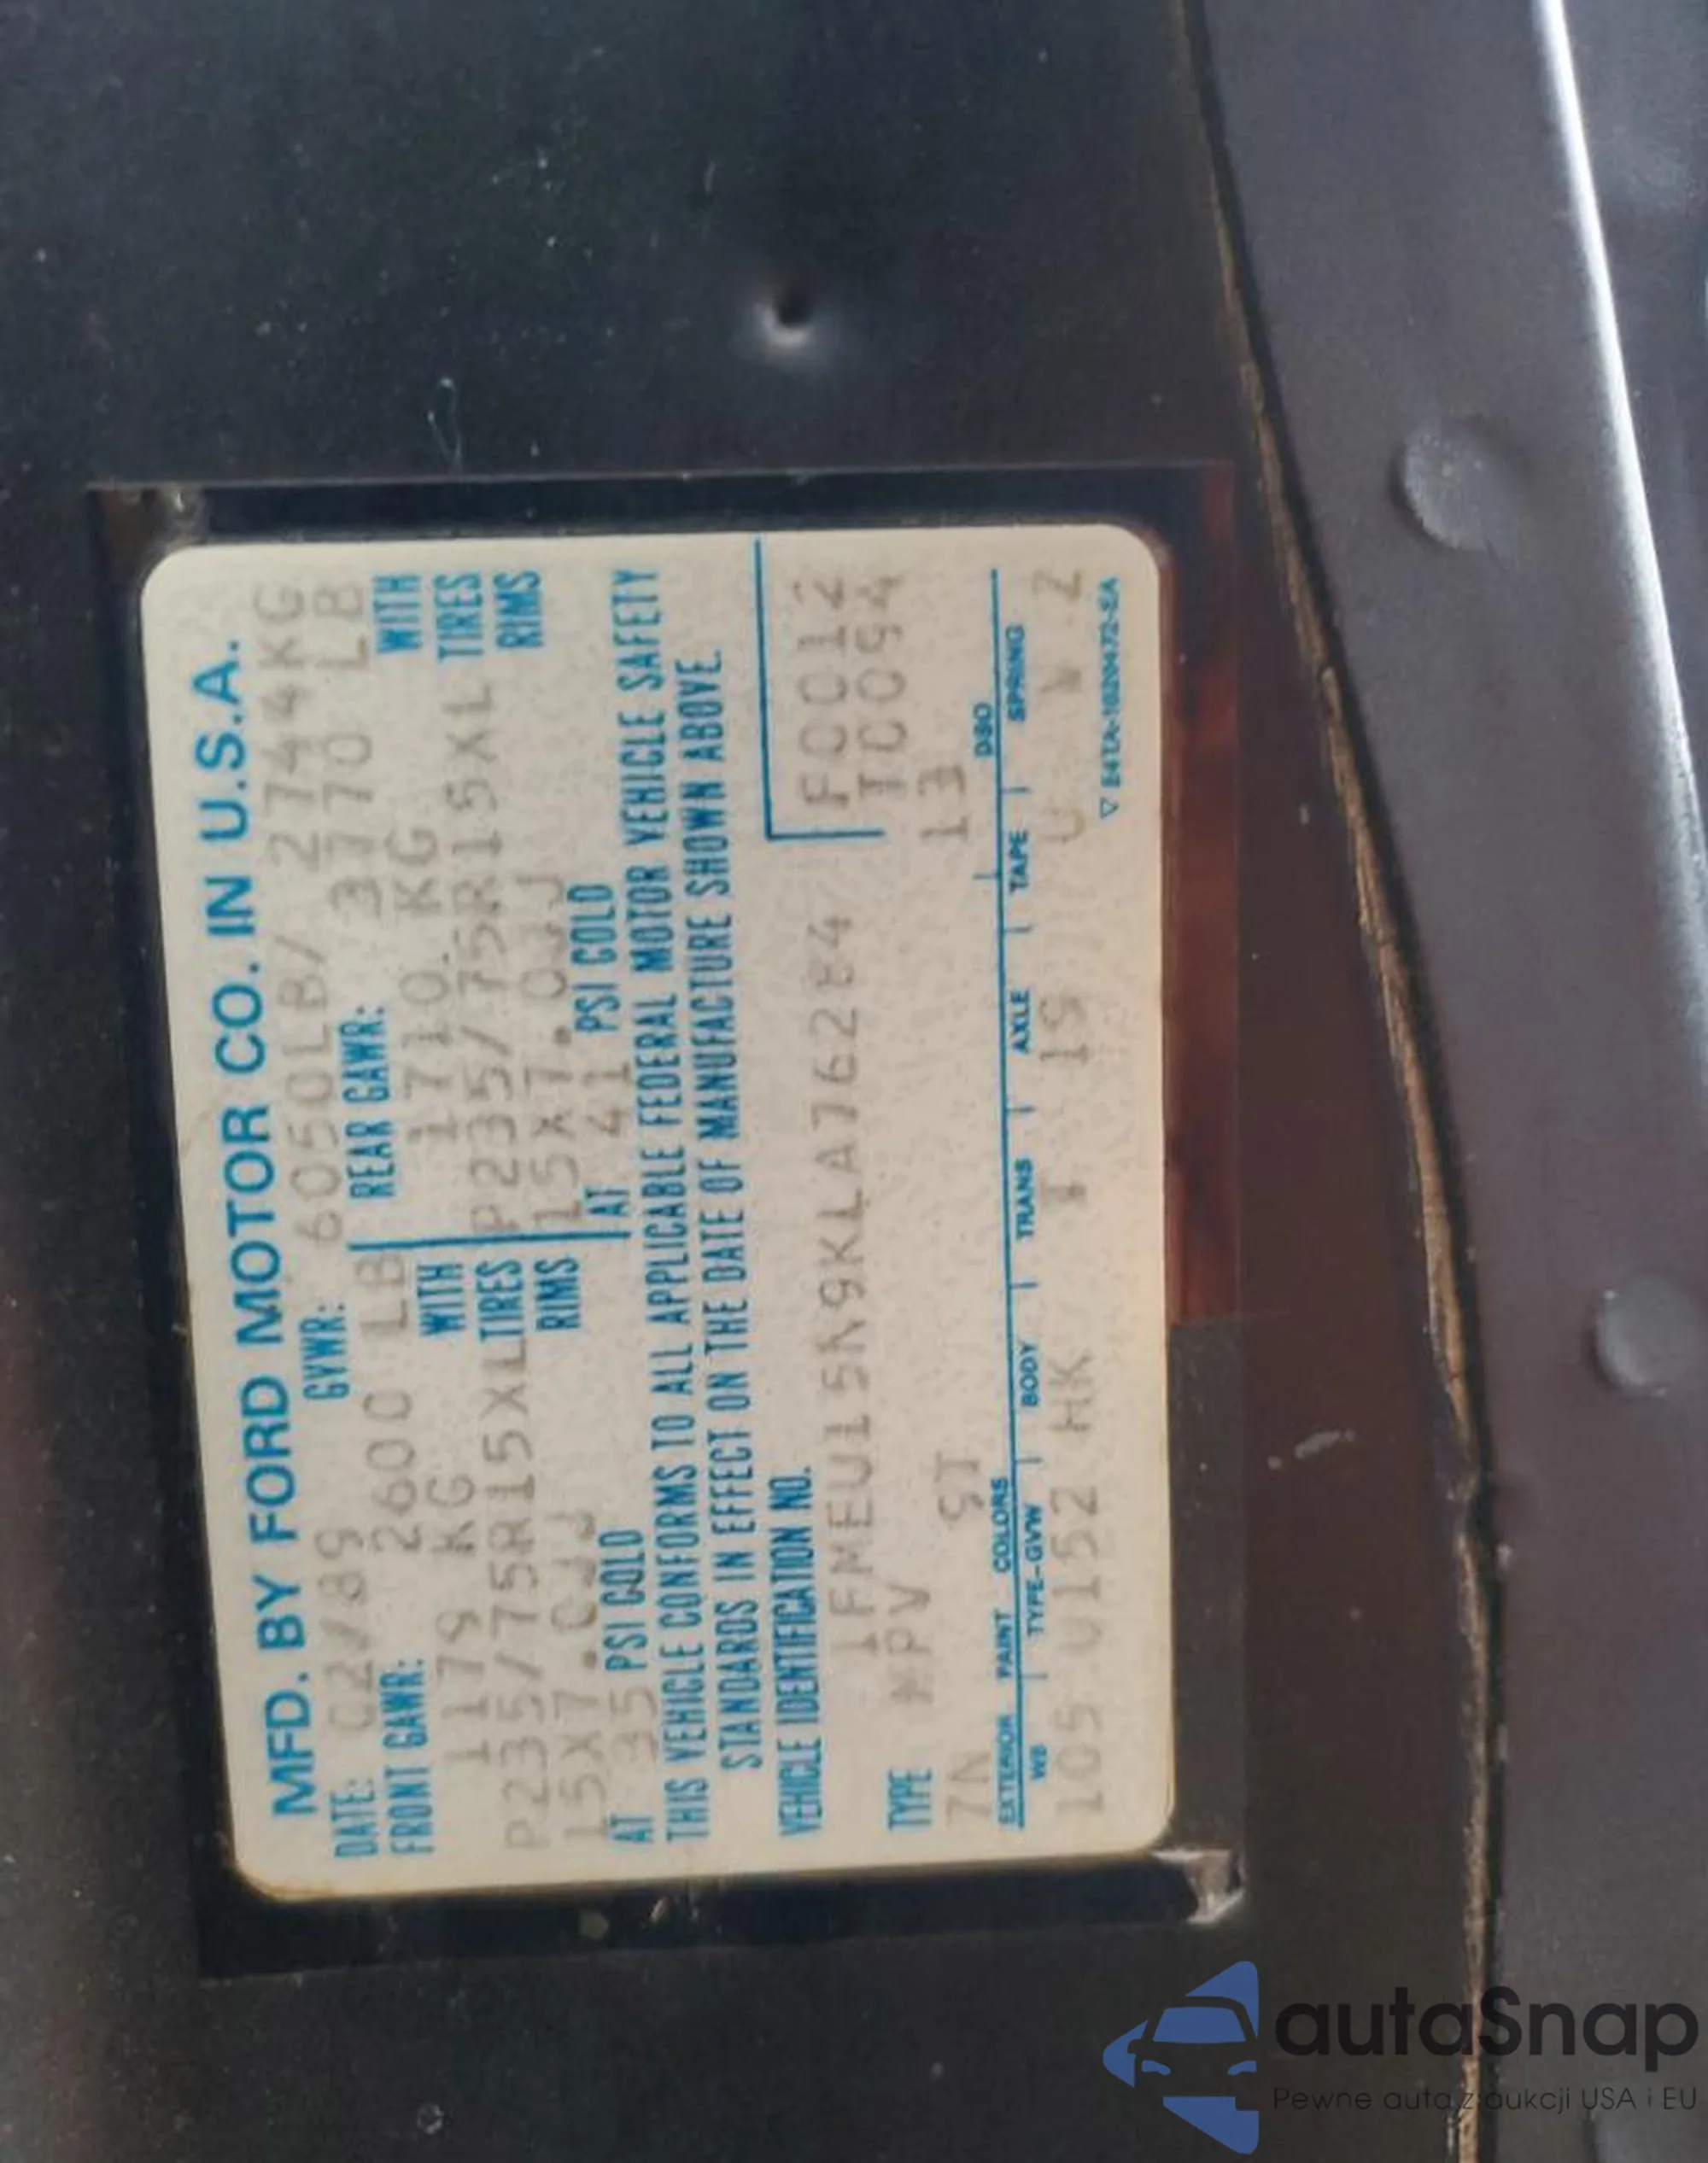 MFD. BY FORD MOTOR CO. IN U.S.A.
DATE: 02/89 GVWR: 6050LB/ 2744KG
FRONT GAWR: 2600 LB REAR GAWR: 3770 LB
1179 KG WITH 1710 KG WITH
P235/75R15XL TIRES P235/75R15XL TIRES
15X7.0JJ RIMS 15X7.0JJ RIMS
AT 35 PSI COLD AT 41 PSI COLD
THIS VEHICLE CONFORMS TO ALL APPLICABLE FEDERAL MOTOR VEHICLE SAFETY
STANDARDS IN EFFECT ON THE DATE OF MANUFACTURE SHOWN ABOVE.
VEHICLE IDENTIFICATION NO.
1FMEU15N9KLA76284 F0012
TYPE MPV T0094
7N 9T 13
EXTERIOR PAINT COLORS DSO
WB TYPE-GVW BODY TRANS AXLE TAPE SPRING
105 U152 HK T 19 U V 2
▽ E4TA-1520472-EA
autaSnap
Pewne auta z aukcji USA i EU